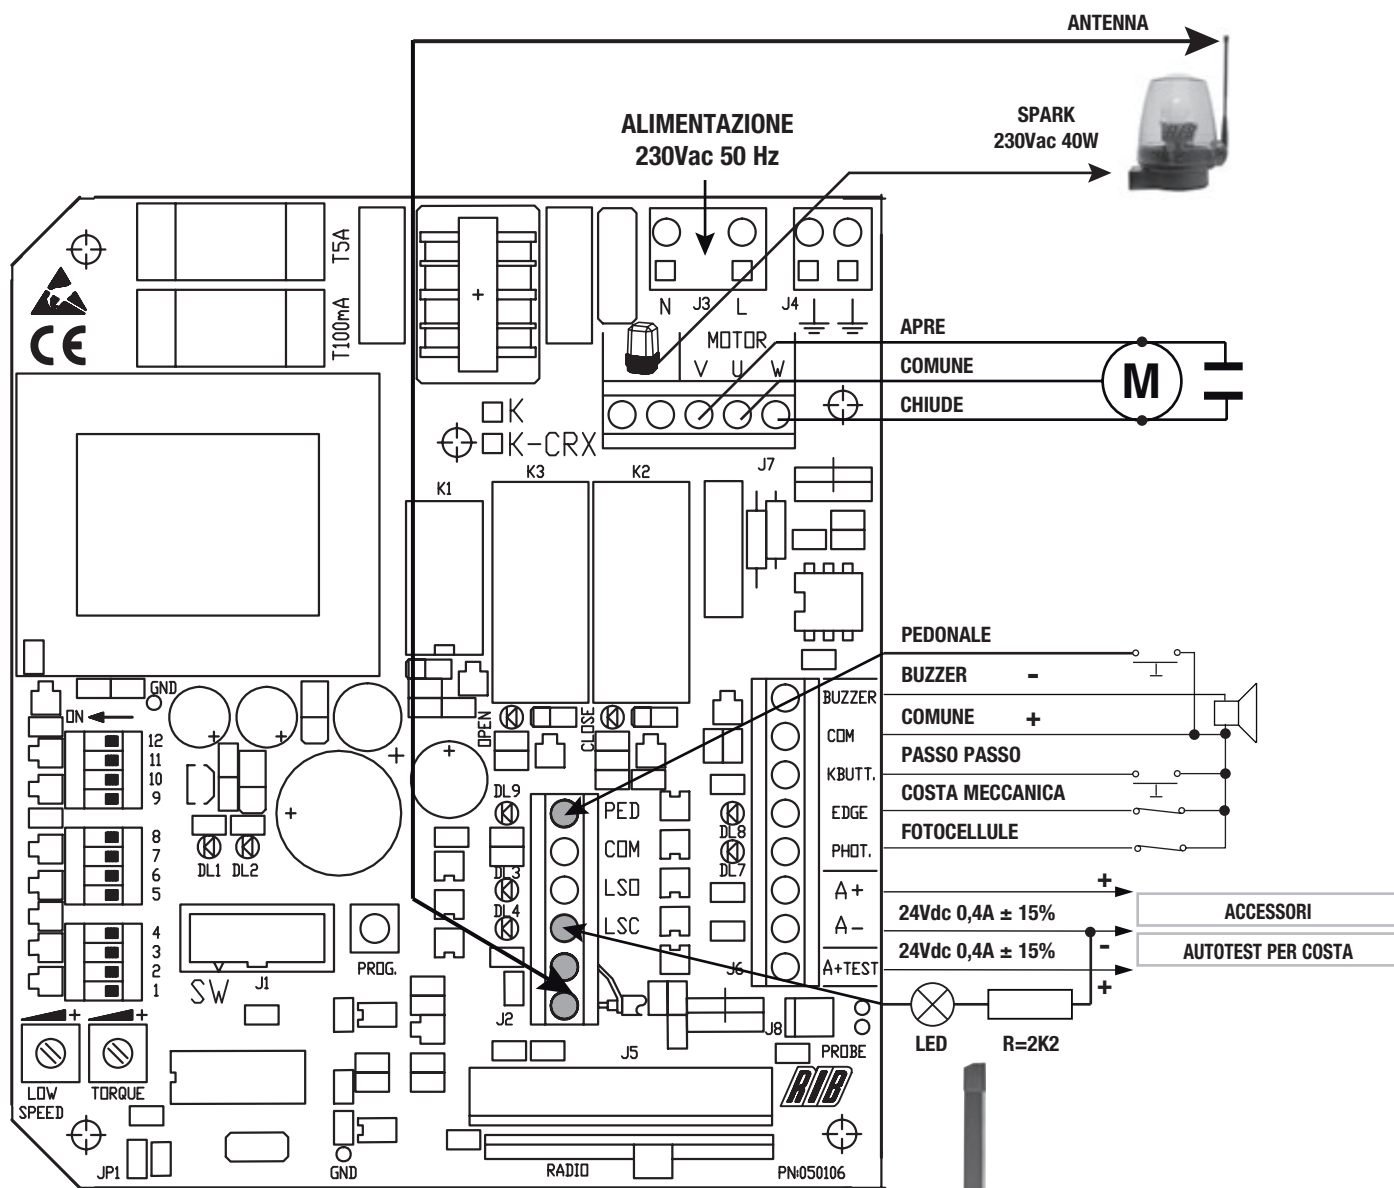 ANTENNA
SPARK
230Vac 40W
ALIMENTAZIONE
230Vac 50 Hz
T5A
T100mA
CE
N J3 L J4
MOTOR
V U W
APRE
COMUNE
CHIUDE
M
K
K-CRX
J7
K1
K3
K2
PEDONALE
BUZZER -
COMUNE +
PASSO PASSO
COSTA MECCANICA
FOTOCELLULE
+
24Vdc 0,4A ± 15%
ACCESSORI
24Vdc 0,4A ± 15%
-
AUTOTEST PER COSTA
+
LED
R=2K2
BUZZER
COM
KBUTT.
EDGE
PHOT.
A+
A-
A+TEST
J6
DL8
DL7
OPEN
CLOSE
DL9
DL3
DL4
PED
COM
LSO
LSC
J2
J5
J8
PROBE
GND
ON
12
11
10
9
8
7
6
5
4
3
2
1
+
+
+
+
+
+
DL1
DL2
SW
J1
PROG.
+
+
LOW
SPEED
TORQUE
JP1
GND
RADIO
RIB
PN:050106